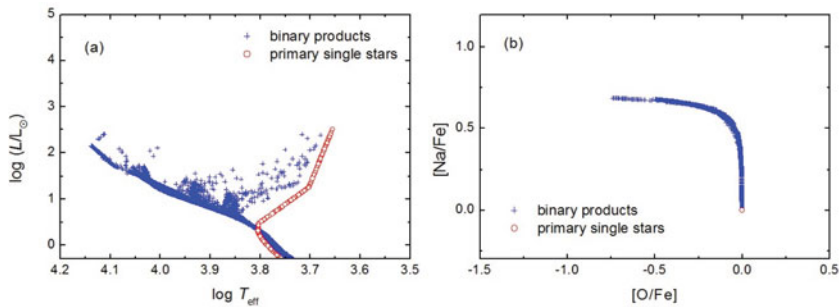 (a)
+ binary products
○ primary single stars
log (L/L☉)
5
4
3
2
1
0
4.2 4.1 4.0 3.9 3.8 3.7 3.6 3.5
log Teff
(b)
+ binary products
○ primary single stars
[Na/Fe]
1.0
0.5
0.0
-1.5 -1.0 -0.5 0.0
[O/Fe]